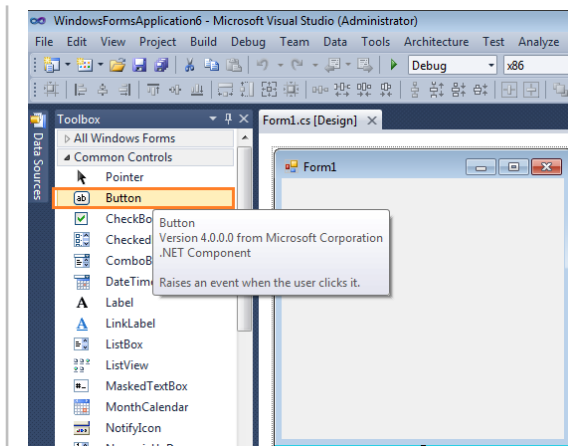 WindowsFormsApplication6 - Microsoft Visual Studio (Administrator)
File Edit View Project Build Debug Team Data Tools Architecture Test Analyze
Debug x86
Toolbox
Form1.cs [Design]
Data Sources
All Windows Forms
Common Controls
Form1
Pointer
Button
CheckBo
Button
Version 4.0.0.0 from Microsoft Corporation
Checked
.NET Component
ComboB
DateTim
Raises an event when the user clicks it.
Label
LinkLabel
ListBox
ListView
MaskedTextBox
MonthCalendar
NotifyIcon